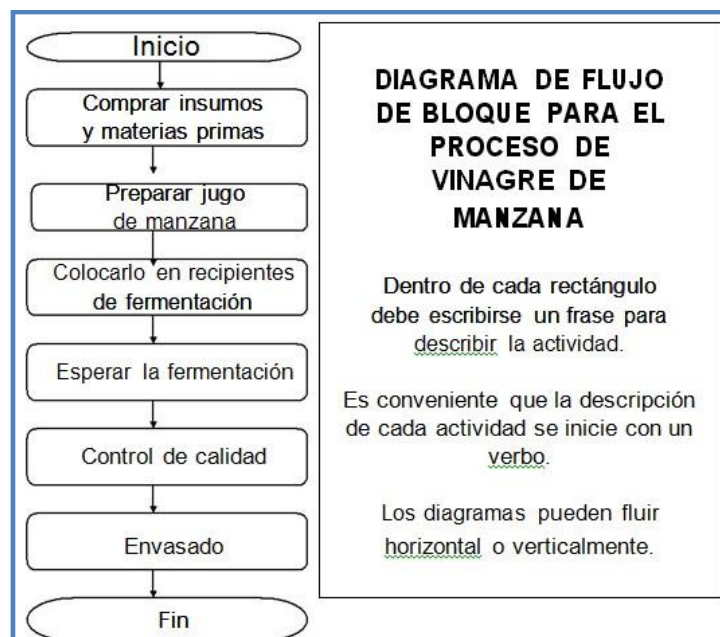 Inicio
Comprar insumos
y materias primas
Preparar jugo
de manzana
Colocarlo en recipientes
de fermentación
Esperar la fermentación
Control de calidad
Envasado
Fin
DIAGRAMA DE FLUJO
DE BLOQUE PARA EL
PROCESO DE
VINAGRE DE
MANZANA
Dentro de cada rectángulo
debe escribirse un frase para
describir la actividad.
Es conveniente que la descripción
de cada actividad se inicie con un
verbo.
Los diagramas pueden fluir
horizontal o verticalmente.